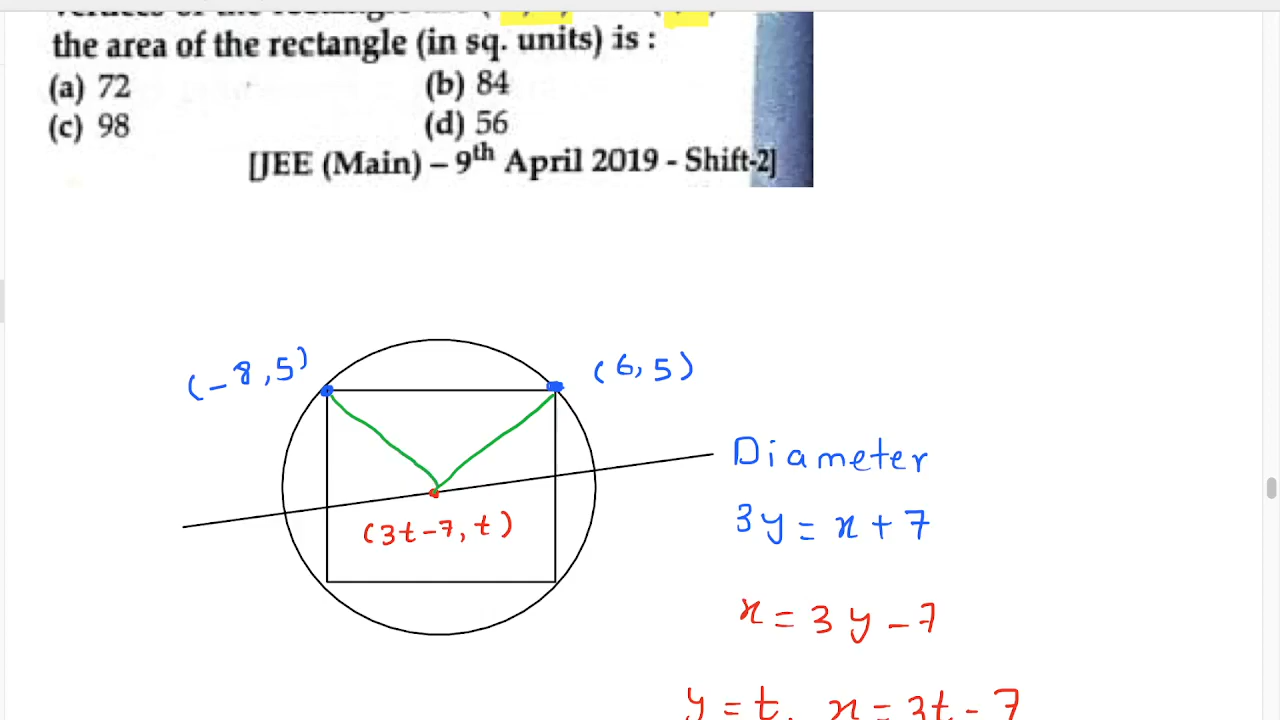 the area of the rectangle (in sq. units) is :
(a) 72 (b) 84
(c) 98 (d) 56
[JEE (Main) – 9th April 2019 - Shift-2]
(-8,5) (6,5)
Diameter
(3t-7, t)
3y = x + 7
x = 3y - 7
y = t, x = 3t - 7